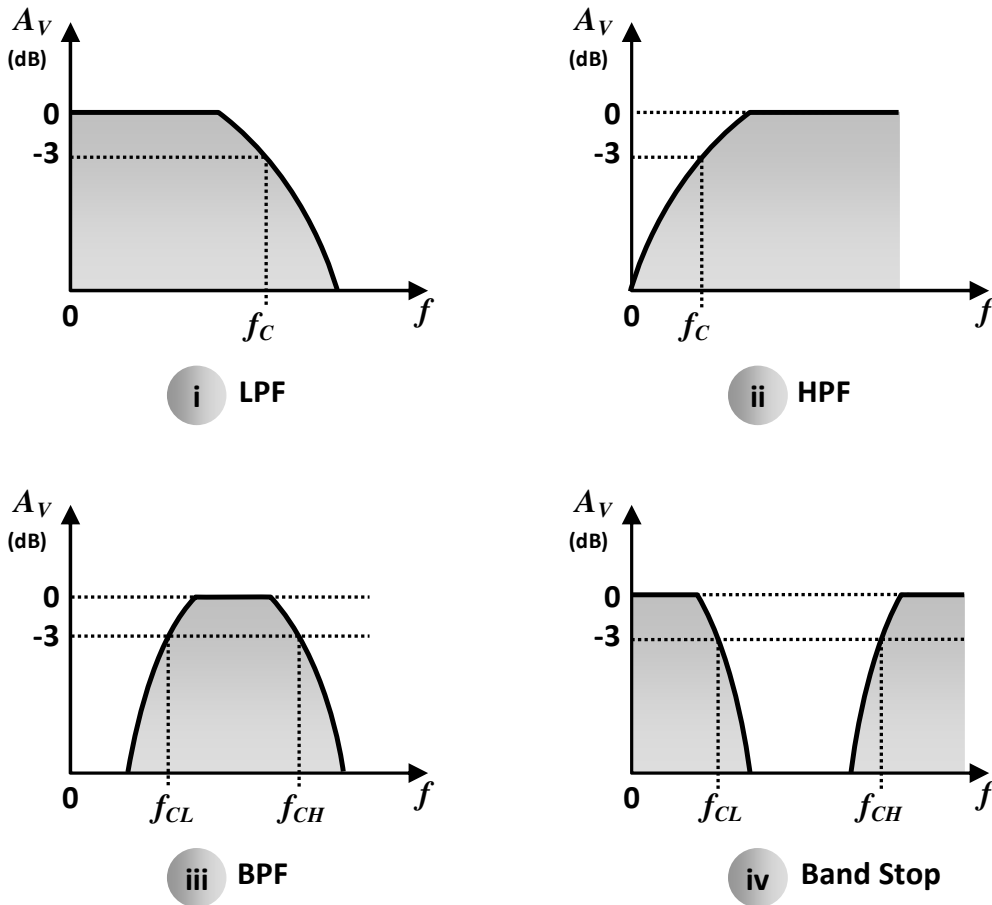 A_V
(dB)
0
-3
0
f_C
f
i LPF
A_V
(dB)
0
-3
0
f_C
f
ii HPF
A_V
(dB)
0
-3
0
f_CL
f_CH
f
iii BPF
A_V
(dB)
0
-3
0
f_CL
f_CH
f
iv Band Stop